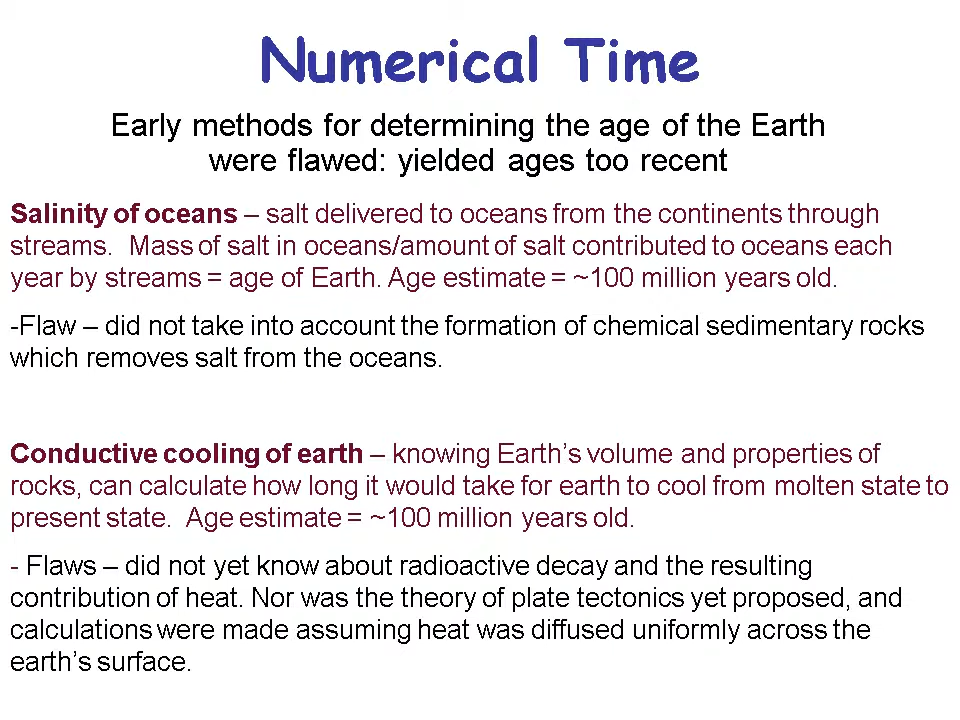 Numerical Time
Early methods for determining the age of the Earth
were flawed: yielded ages too recent
Salinity of oceans – salt delivered to oceans from the continents through
streams.  Mass of salt in oceans/amount of salt contributed to oceans each
year by streams = age of Earth. Age estimate = ~100 million years old.
-Flaw – did not take into account the formation of chemical sedimentary rocks
which removes salt from the oceans.
Conductive cooling of earth – knowing Earth's volume and properties of
rocks, can calculate how long it would take for earth to cool from molten state to
present state.  Age estimate = ~100 million years old.
- Flaws – did not yet know about radioactive decay and the resulting
contribution of heat. Nor was the theory of plate tectonics yet proposed, and
calculations were made assuming heat was diffused uniformly across the
earth's surface.